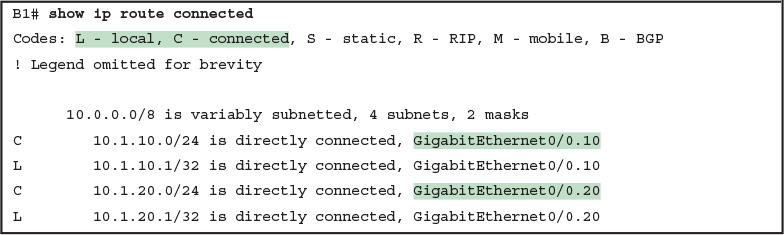 B1# show ip route connected
Codes: L - local, C - connected, S - static, R - RIP, M - mobile, B - BGP
! Legend omitted for brevity
10.0.0.0/8 is variably subnetted, 4 subnets, 2 masks
C 10.1.10.0/24 is directly connected, GigabitEthernet0/0.10
L 10.1.10.1/32 is directly connected, GigabitEthernet0/0.10
C 10.1.20.0/24 is directly connected, GigabitEthernet0/0.20
L 10.1.20.1/32 is directly connected, GigabitEthernet0/0.20